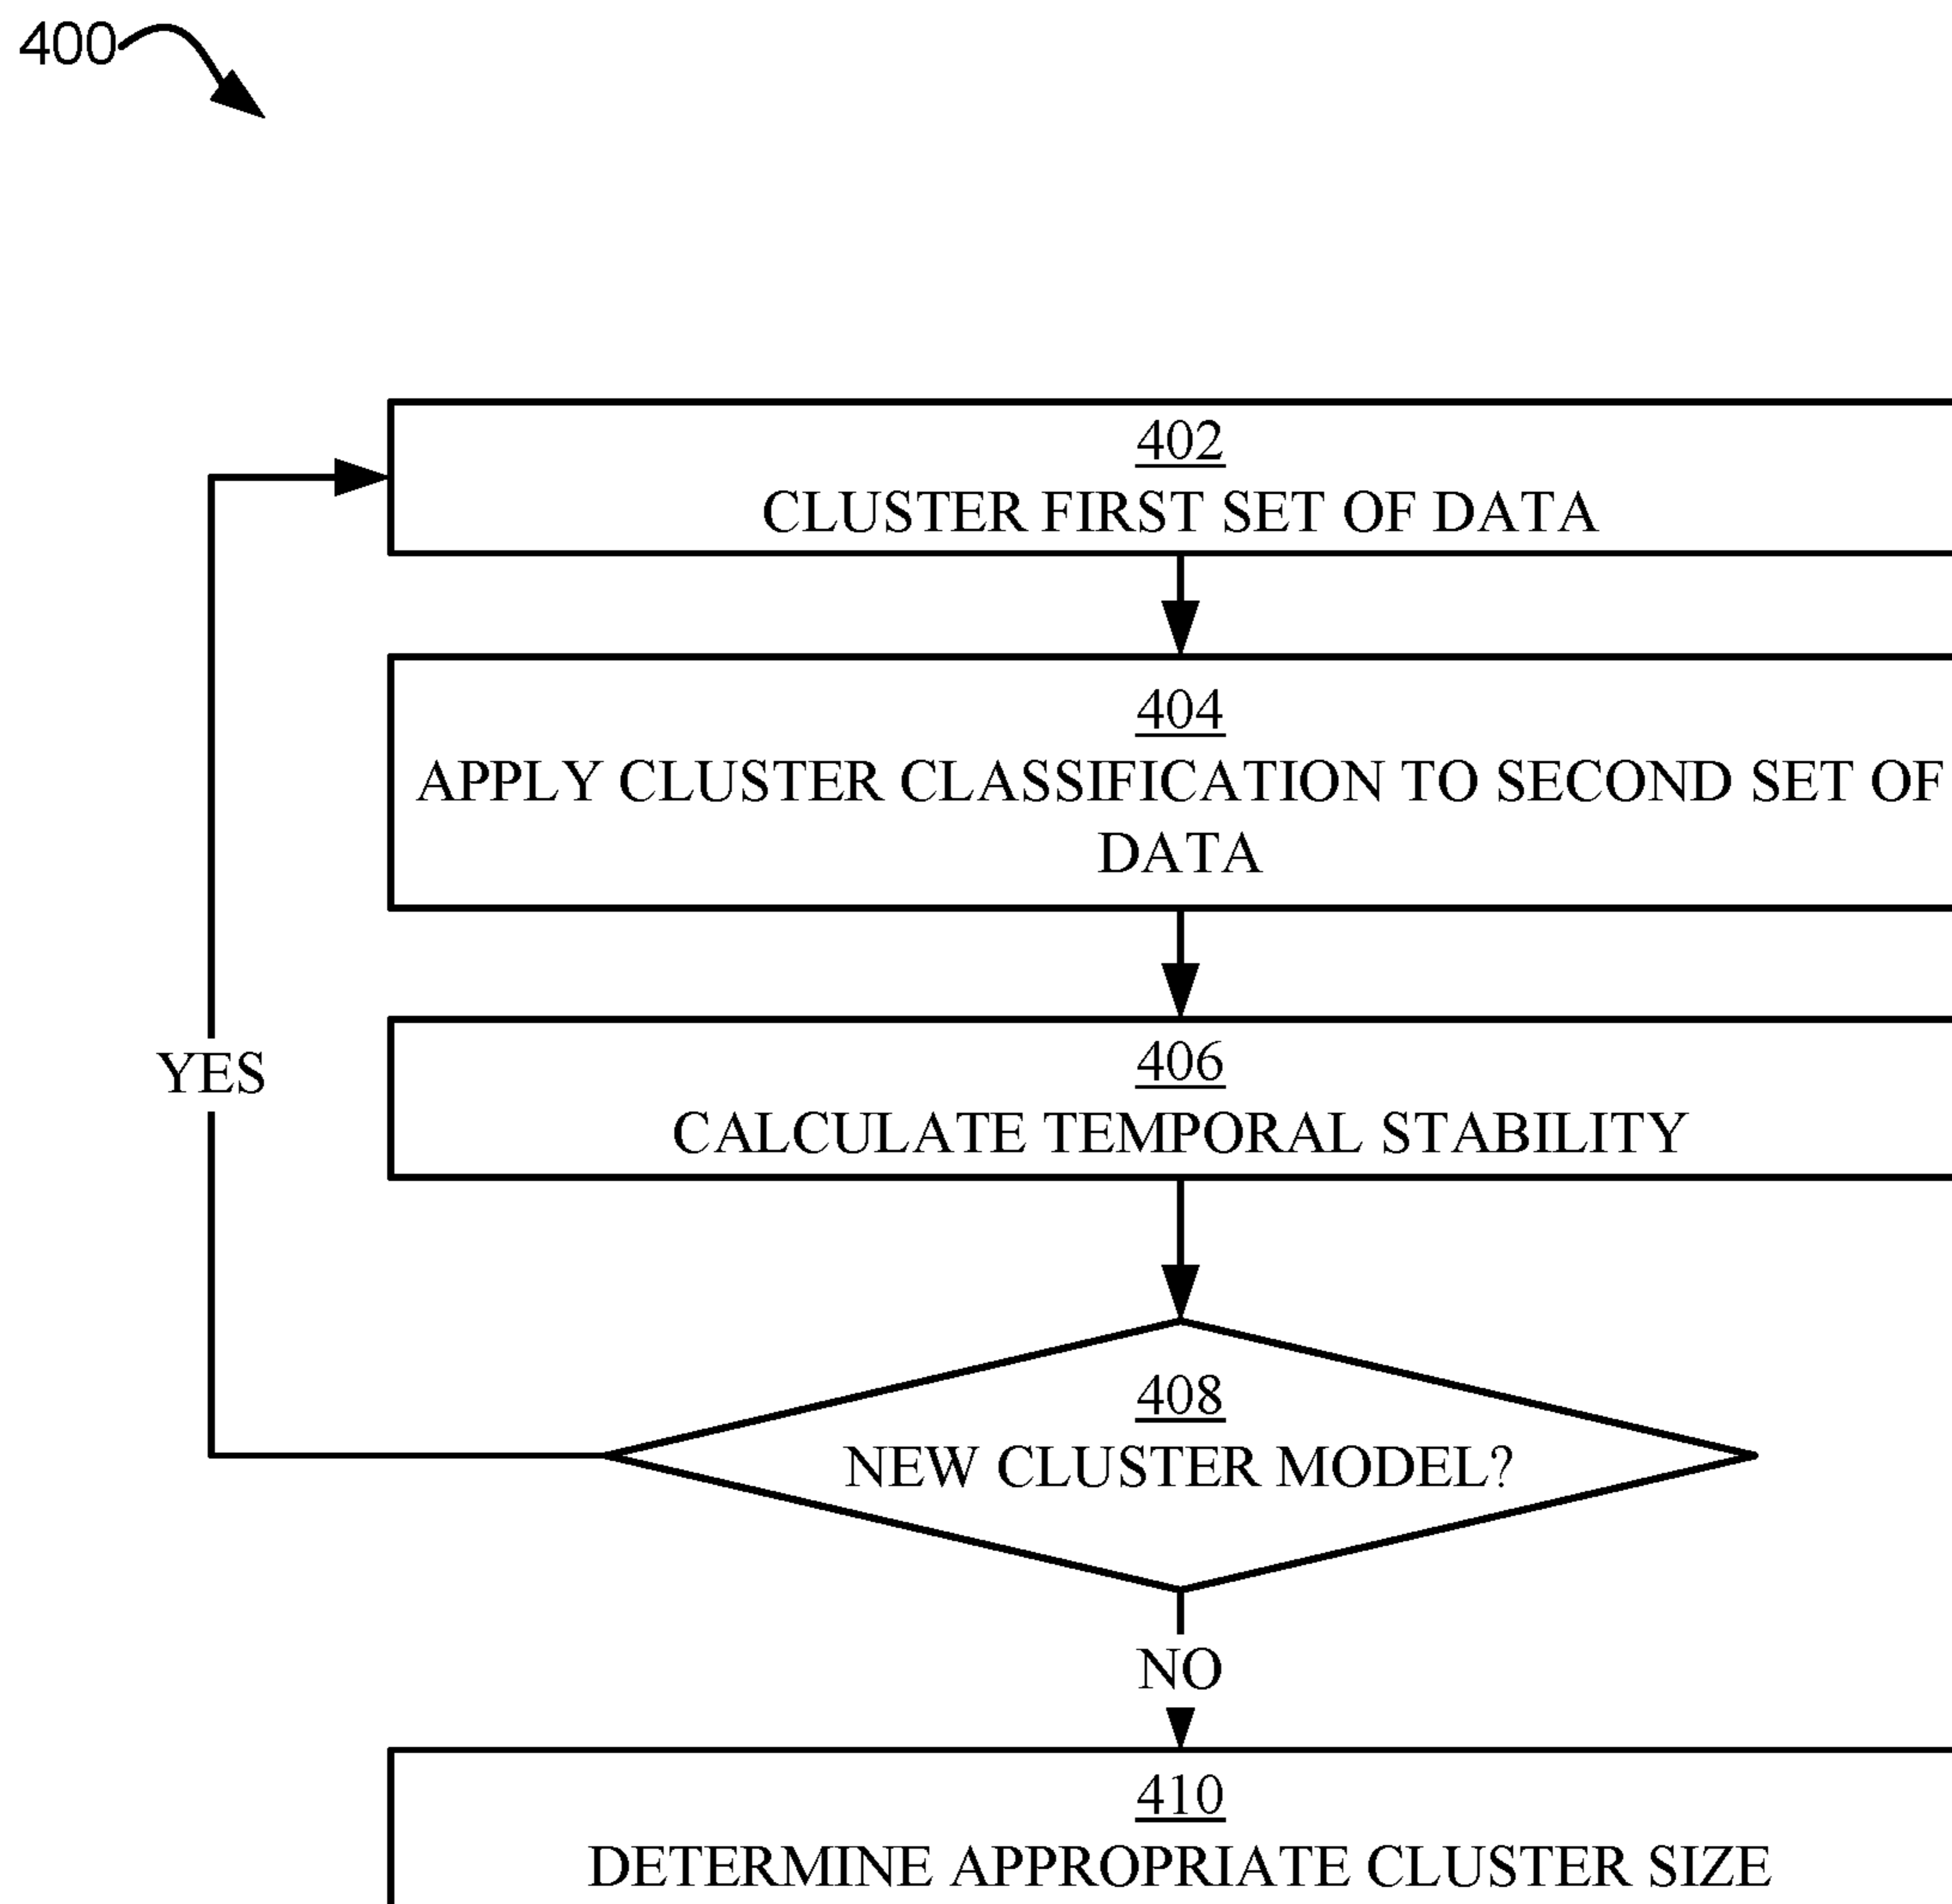 400
402
CLUSTER FIRST SET OF DATA
404
APPLY CLUSTER CLASSIFICATION TO SECOND SET OF
DATA
406
CALCULATE TEMPORAL STABILITY
YES
408
NEW CLUSTER MODEL?
NO
410
DETERMINE APPROPRIATE CLUSTER SIZE